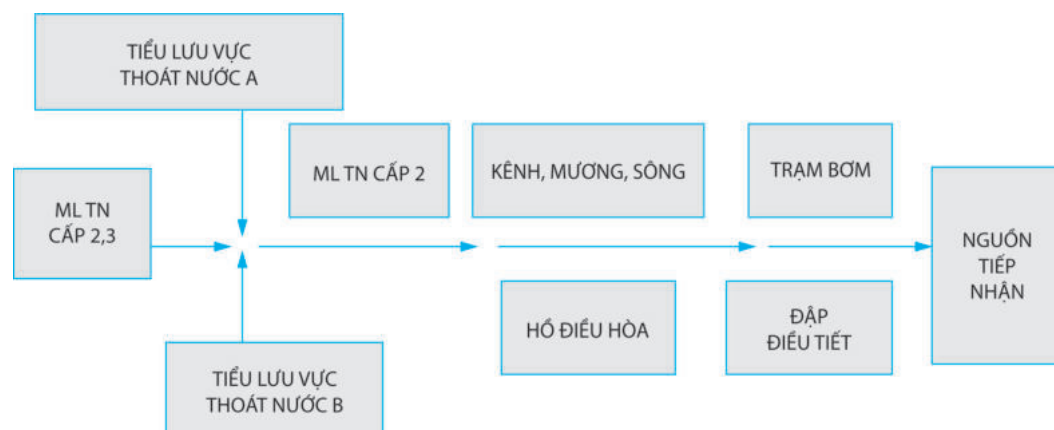 TIỂU LƯU VỰC
THOÁT NƯỚC A
ML TN CẤP 2
KÊNH, MƯƠNG, SÔNG
TRẠM BƠM
ML TN
CẤP 2,3
NGUỒN
TIẾP
NHẬN
HỒ ĐIỀU HÒA
ĐẬP
ĐIỀU TIẾT
TIỂU LƯU VỰC
THOÁT NƯỚC B